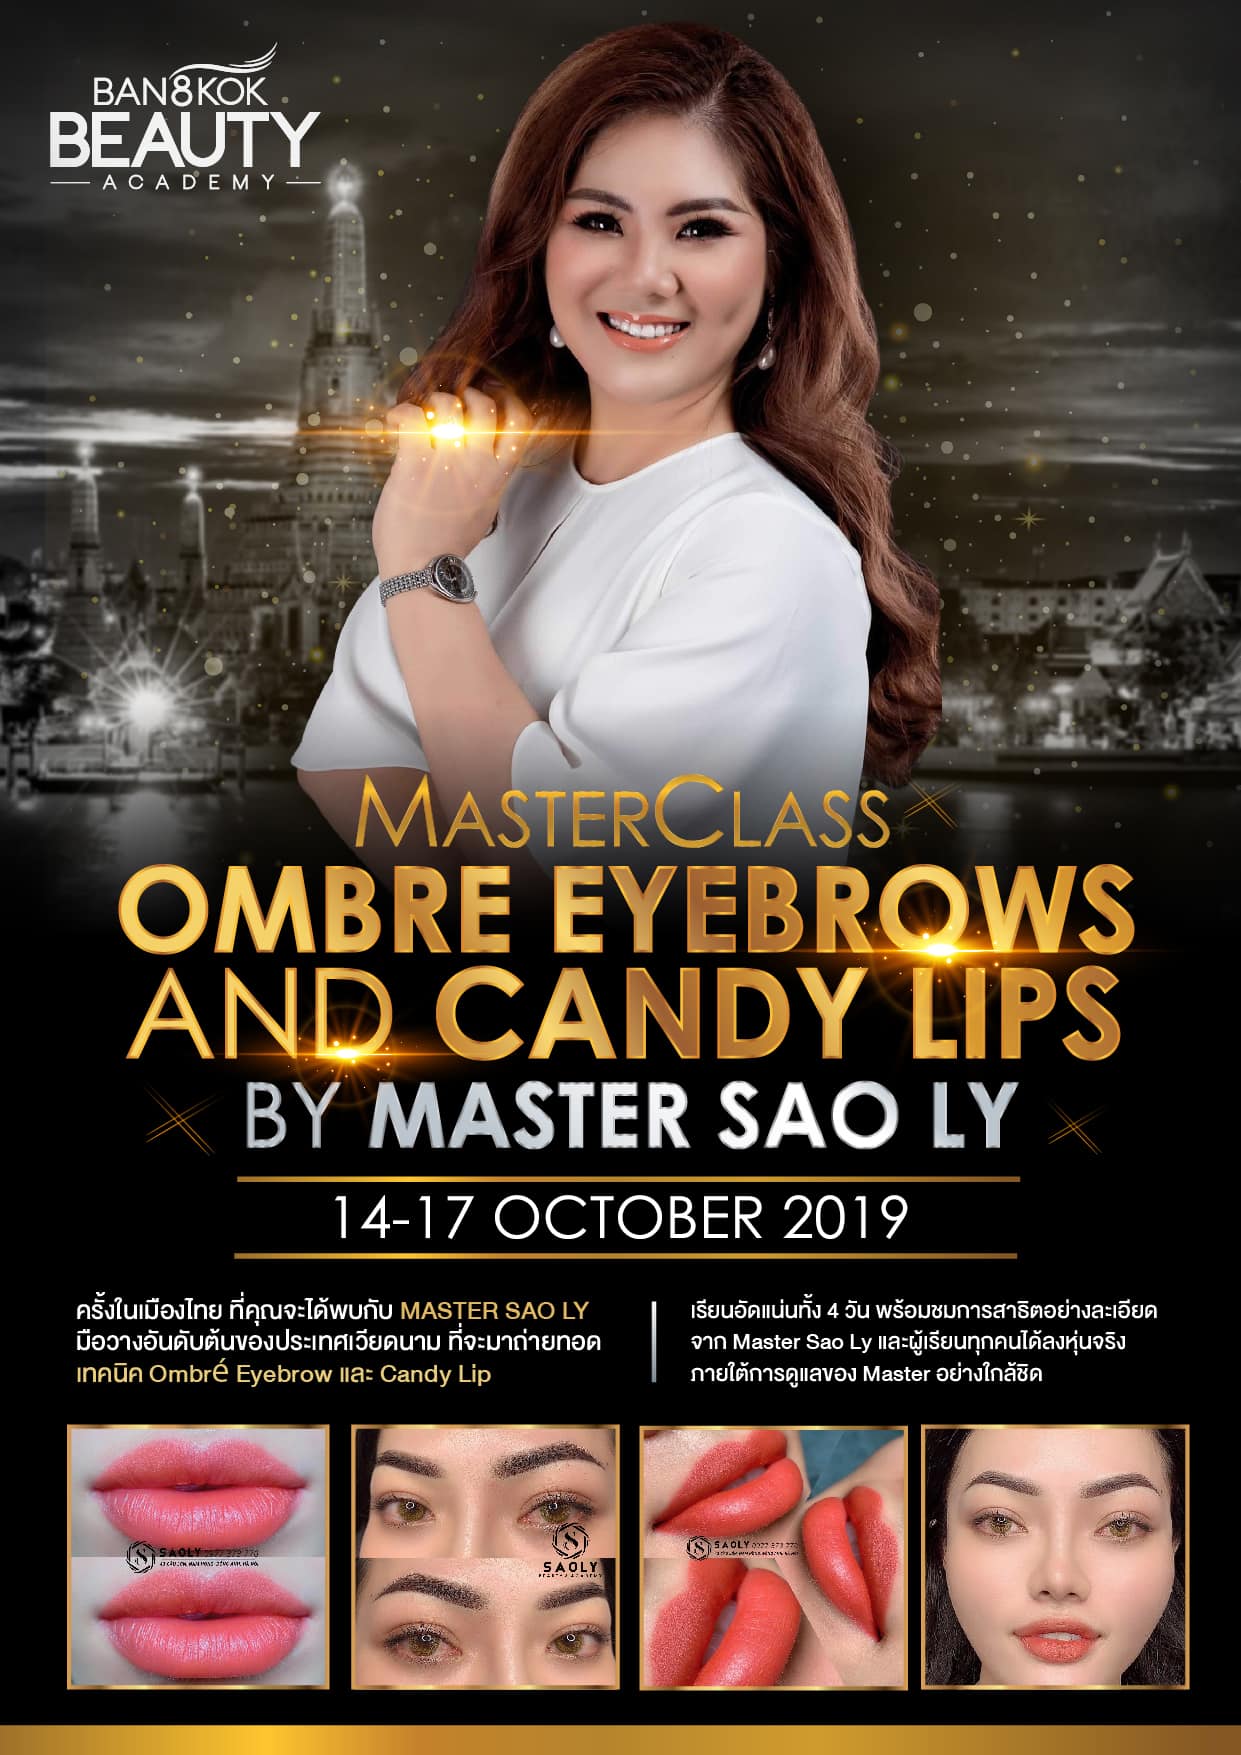 BAN8KOK
BEAUTY
ACADEMY
MASTERCLASS
OMBRE EYEBROWS
AND CANDY LIPS
BY MASTER SAO LY
14-17 OCTOBER 2019
ครั้งในเมืองไทย ที่คุณจะได้พบกับ MASTER SAO LY
มือวางอันดับต้นของประเทศเวียดนาม ที่จะมาถ่ายทอด
เทคนิค Ombré Eyebrow และ Candy Lip
เรียนอัดแน่นทั้ง 4 วัน พร้อมชมการสาธิตอย่างละเอียด
จาก Master Sao Ly และผู้เรียนทุกคนได้ลงหุ่นจริง
ภายใต้การดูแลของ Master อย่างใกล้ชิด
SAOLY 0977 373 770
SAOLY
BEAUTY ACADEMY
SAOLY 0977 373 770